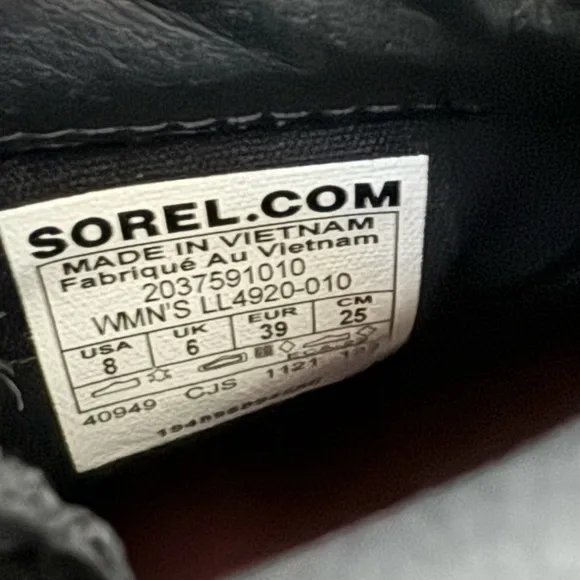 SOREL.COM
MADE IN VIETNAM
Fabriqué Au Vietnam
2037591010
WMN'S LL4920-010
USA UK EUR CM
8 6 39 25
40949 CJS 1121